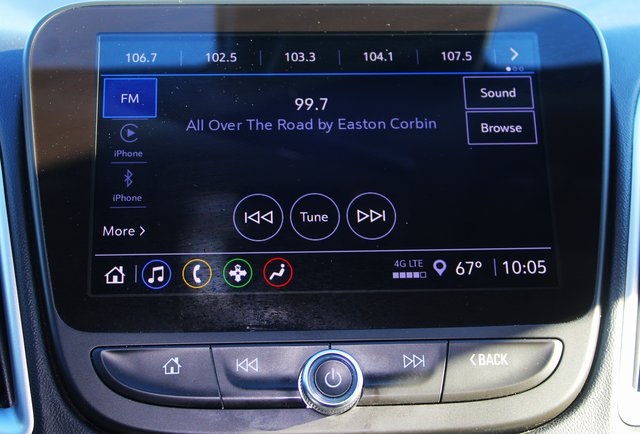 106.7 102.5 103.3 104.1 107.5
FM
99.7
All Over The Road by Easton Corbin
Sound
Browse
iPhone
iPhone
More
Tune
4G LTE
67° 10:05
BACK